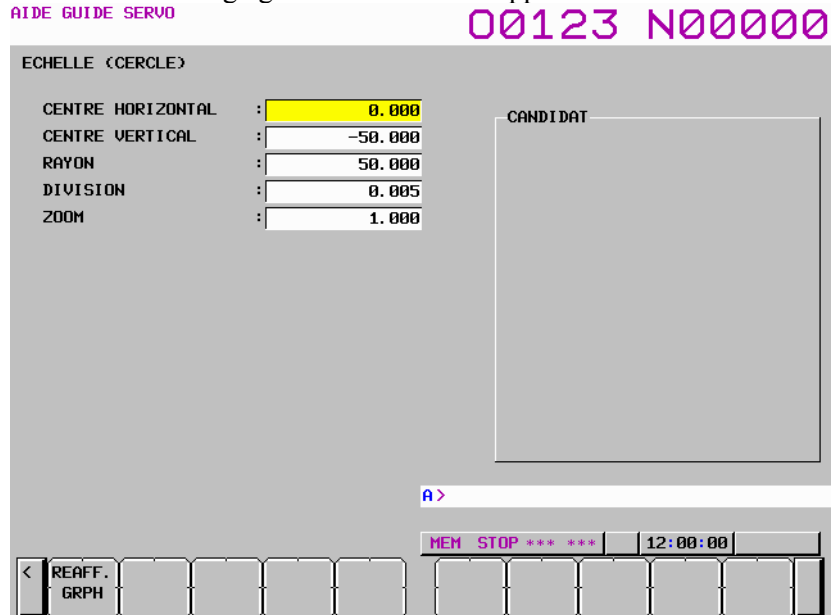 AIDE GUIDE SERVO
O0123 N00000
ECHELLE (CERCLE)
CENTRE HORIZONTAL : 0.000
CENTRE VERTICAL : -50.000
RAYON : 50.000
DIVISION : 0.005
ZOOM : 1.000
CANDIDAT
A>
MEM STOP *** *** 12:00:00
< REAFF.
GRPH